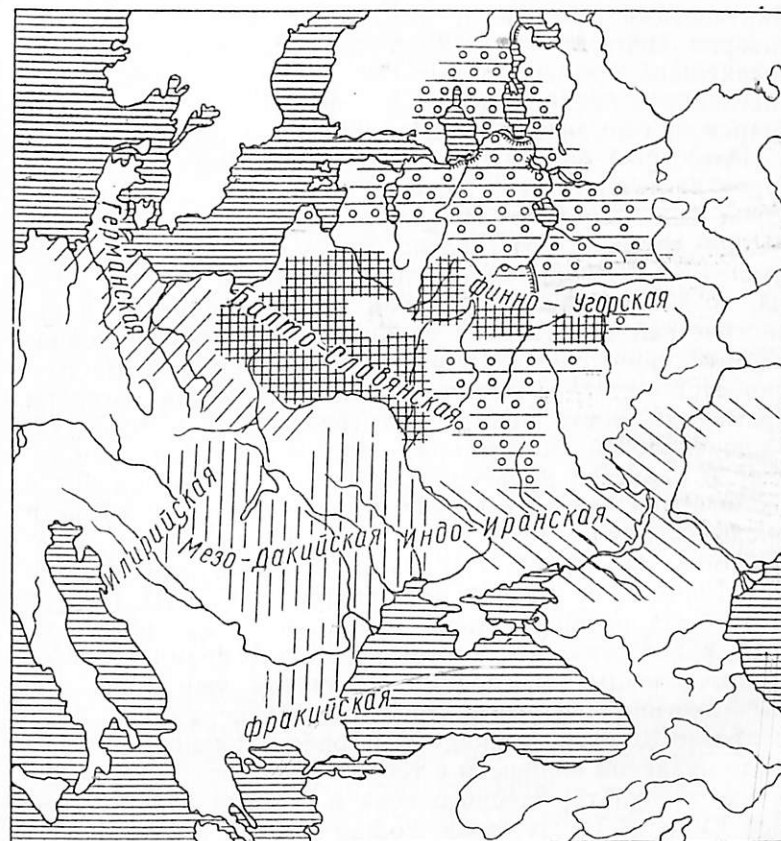 Германская
Балто-Славянская
финно-Угорская
Иллирийская
Мезо-Дакийская
Индо-Иранская
фракийская